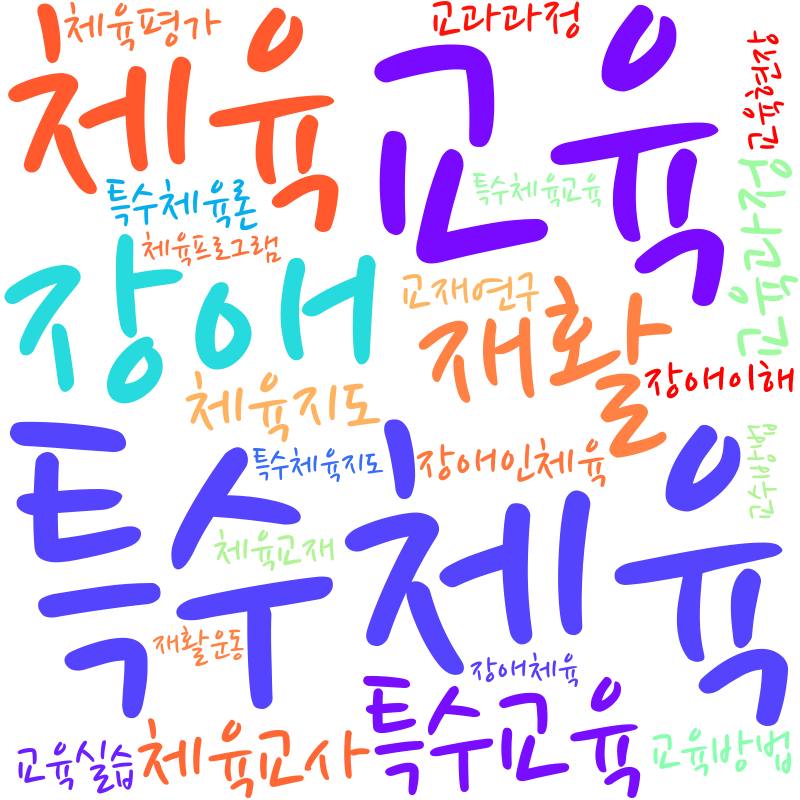 체육평가
교과과정
체육
교육
교육현장
특수체육론
특수체육교육
교육과정
체육프로그램
장애
교재연구
재활
장애이해
체육지도
특수체육지도
장애인체육
특수체육
교수방법
체육교재
재활운동
장애체육
특수교육
교육실습
체육교사
교육방법